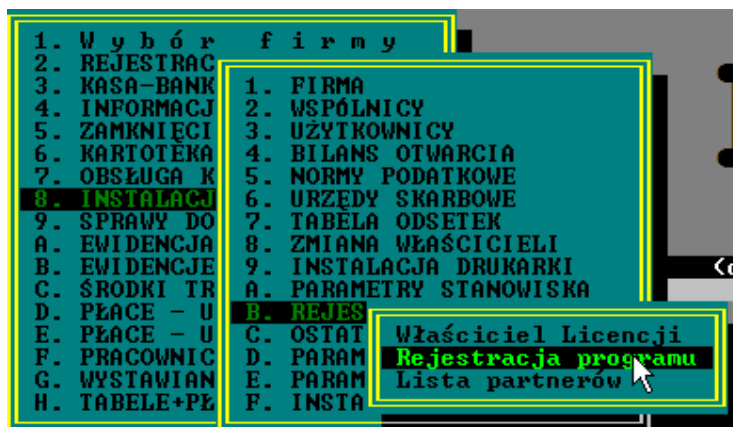 1. W y b ó r   f i r m y
2. REJESTRAC
3. KASA-BANK
4. INFORMACJ
5. ZAMKNIĘCI
6. KARTOTEKA
7. OBSŁUGA K
8. INSTALACJ
9. SPRAWY DO
A. EWIDENCJA
B. EWIDENCJE
C. ŚRODKI TR
D. PŁACE - U
E. PŁACE - U
F. PRACOWNIC
G. WYSTAWIAN
H. TABELE+PŁ
1. FIRMA
2. WSPÓLNICY
3. UŻYTKOWNICY
4. BILANS OTWARCIA
5. NORMY PODATKOWE
6. URZĘDY SKARBOWE
7. TABELA ODSETEK
8. ZMIANA WŁAŚCICIELI
9. INSTALACJA DRUKARKI
A. PARAMETRY STANOWISKA
B. REJES
C. OSTAT
D. PARAM
E. PARAM
F. INSTA
Właściciel Licencji
Rejestracja programu
Lista partnerów